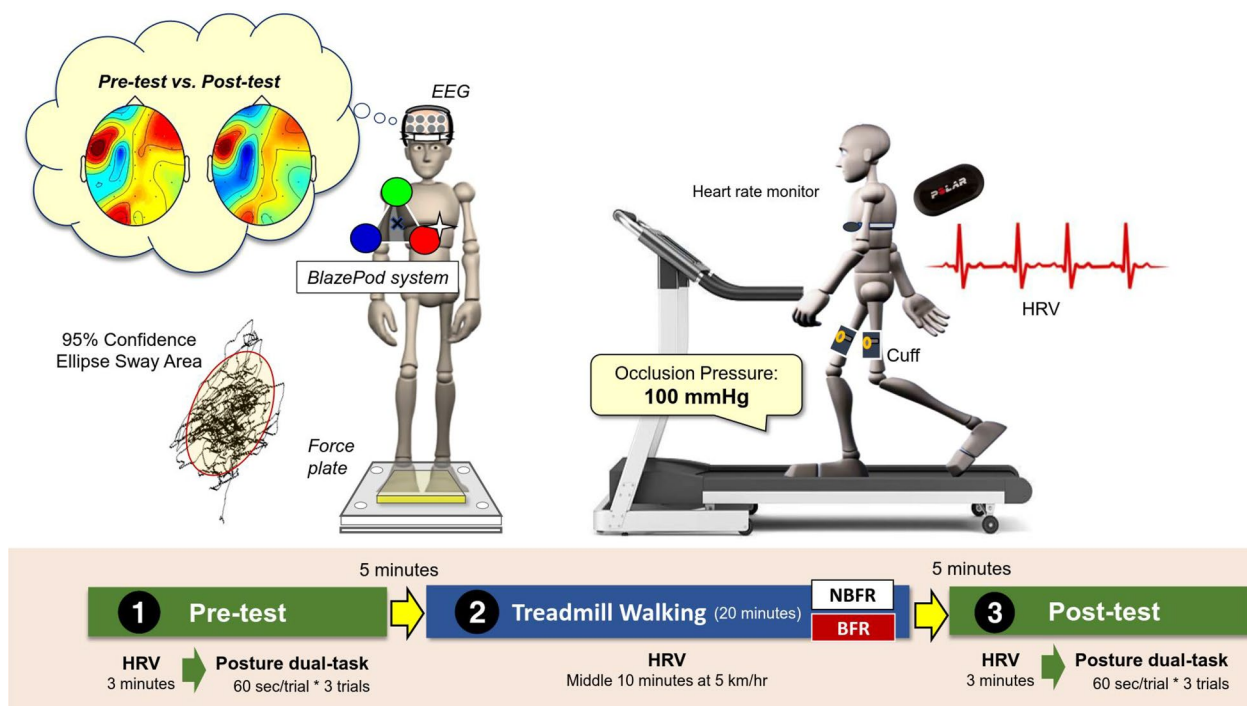 Pre-test vs. Post-test
EEG
BlazePod system
95% Confidence
Ellipse Sway Area
Force
plate
Heart rate monitor
POLAR
HRV
Cuff
Occlusion Pressure:
100 mmHg
5 minutes
5 minutes
1 Pre-test
2 Treadmill Walking (20 minutes)
NBFR
BFR
3 Post-test
HRV
3 minutes
Posture dual-task
60 sec/trial * 3 trials
HRV
Middle 10 minutes at 5 km/hr
HRV
3 minutes
Posture dual-task
60 sec/trial * 3 trials